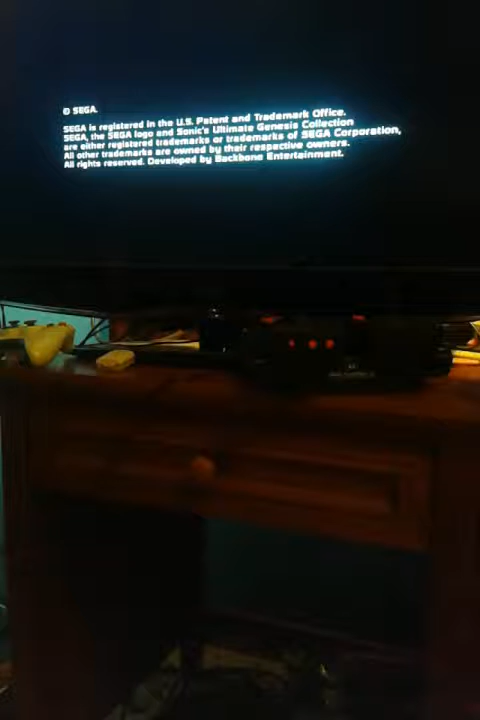 © SEGA.
SEGA is registered in the U.S. Patent and Trademark Office.
SEGA, the SEGA logo and Sonic's Ultimate Genesis Collection
are either registered trademarks or trademarks of SEGA Corporation,
All other trademarks are owned by their respective owners.
All rights reserved. Developed by Backbone Entertainment.